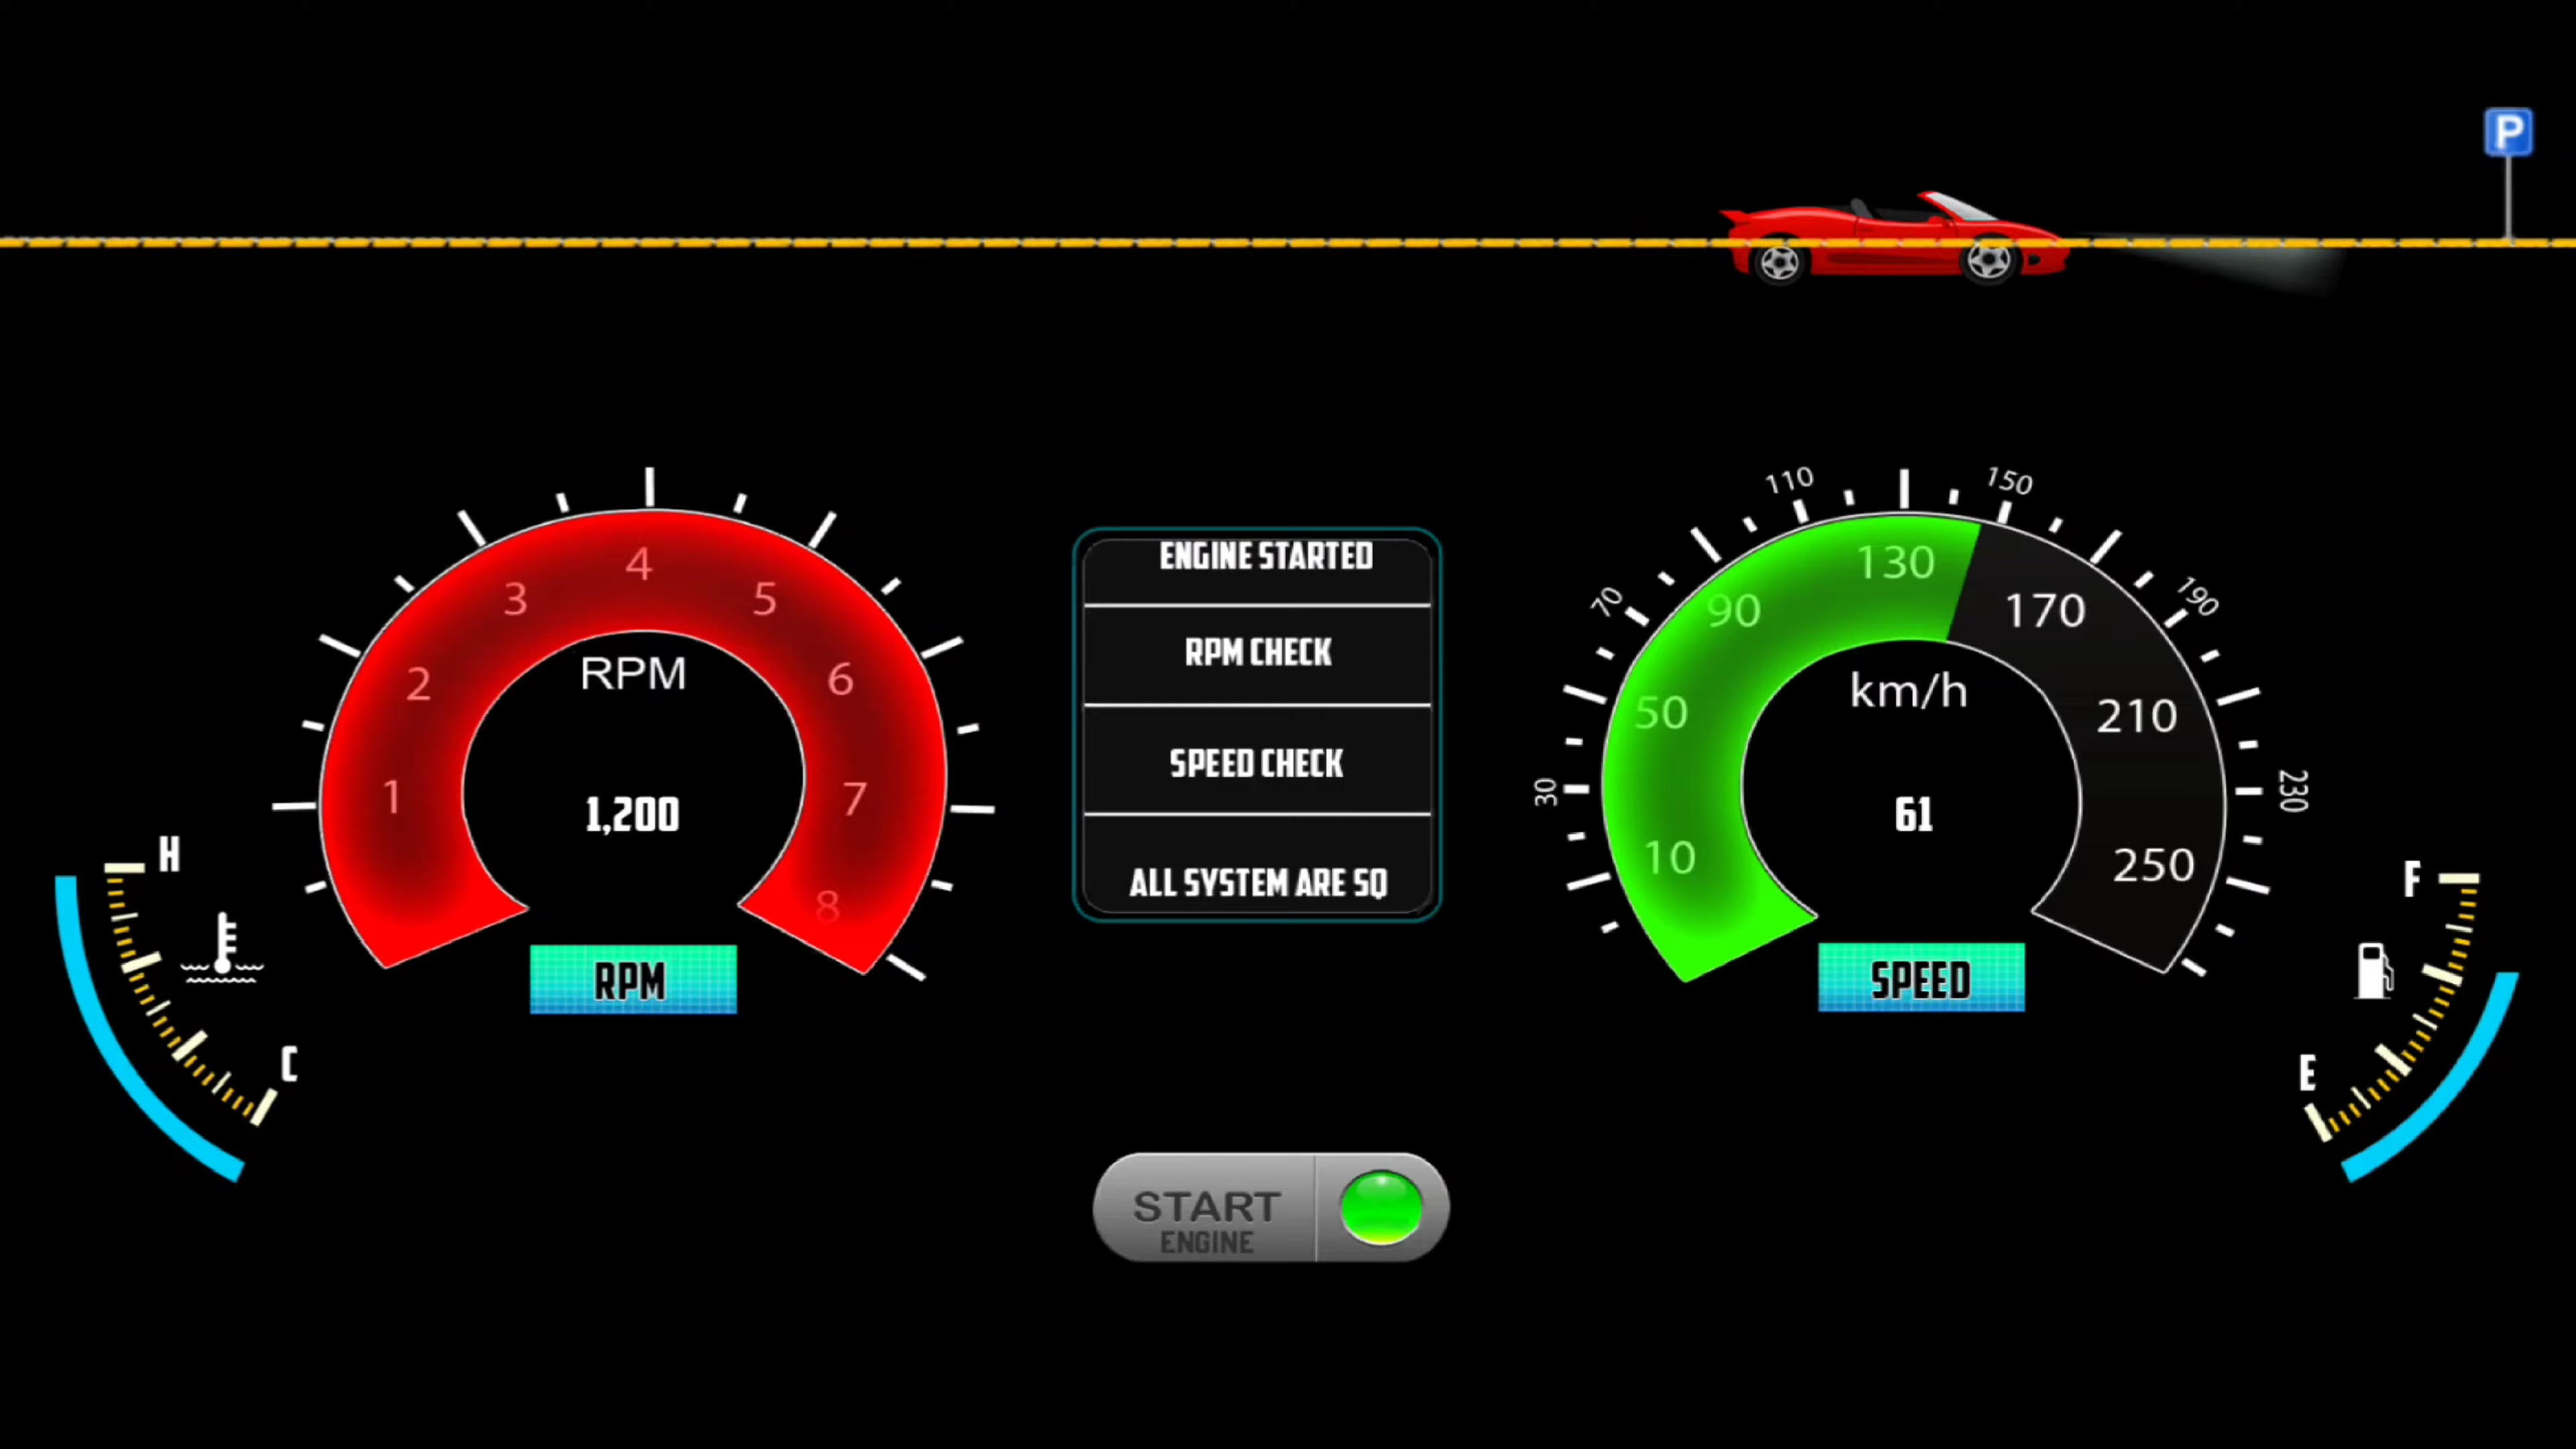 P
110
150
ENGINE STARTED
4
130
3
5
90
170
70
190
RPM CHECK
RPM
km/h
2
6
50
210
SPEED CHECK
1
7
30
230
1,200
61
H
10
250
F
ALL SYSTEM ARE SQ
8
RPM
SPEED
C
E
START
ENGINE